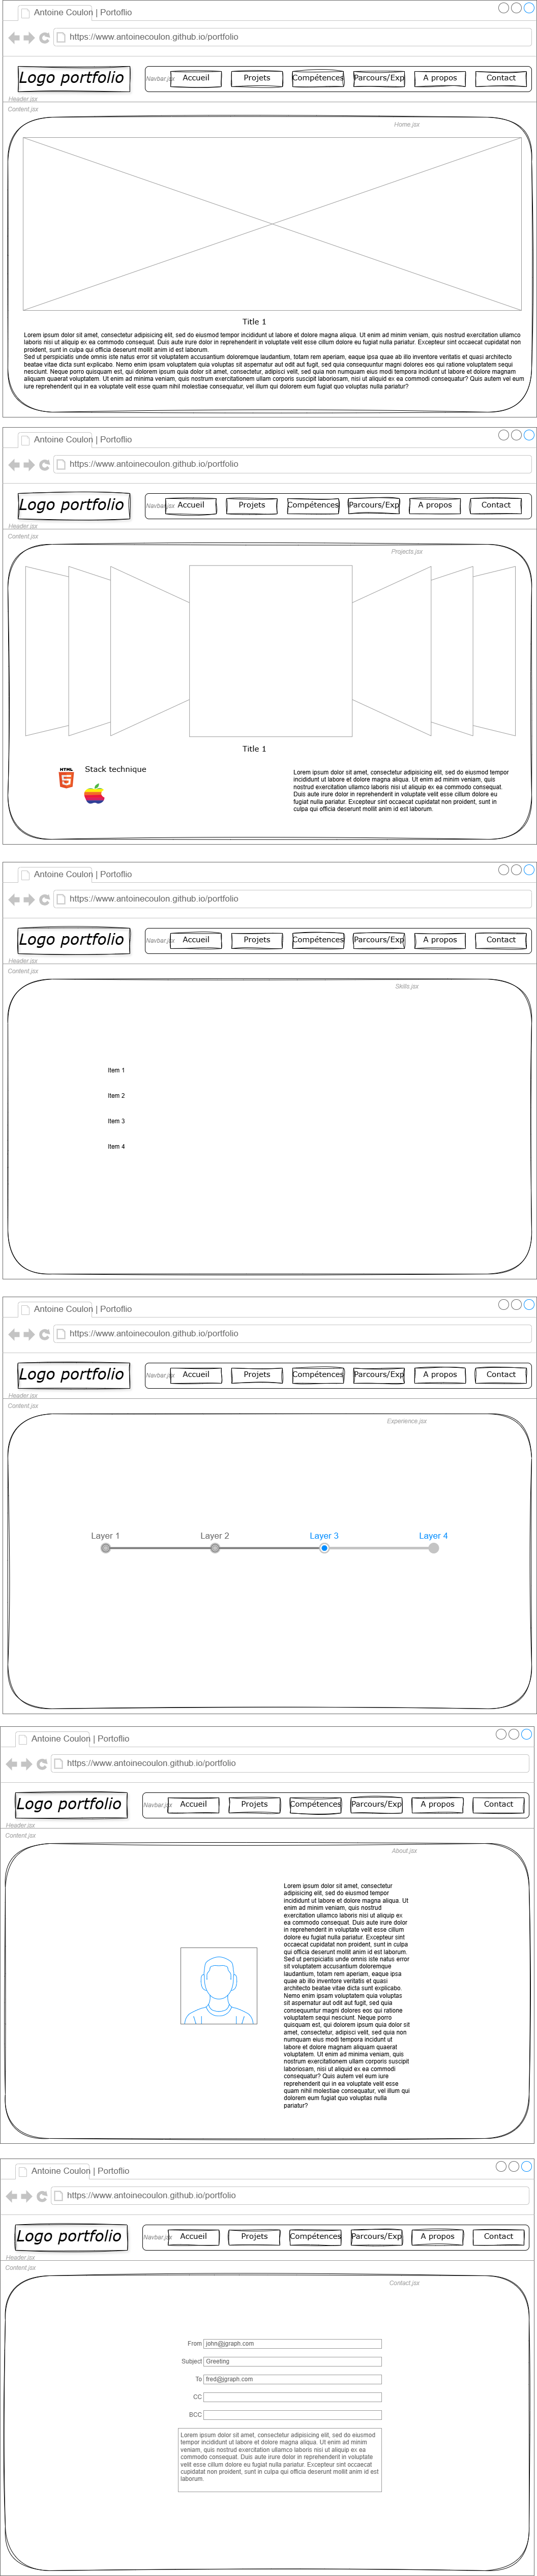 Antoine Coulon | Portoflio
https://www.antoinecoulon.github.io/portfolio
Logo portfolio
Navbar.jsx
Accueil
Projets
Compétences
Parcours/Exp
A propos
Contact
Header.jsx
Content.jsx
Home.jsx
Title 1
Lorem ipsum dolor sit amet, consectetur adipisicing elit, sed do eiusmod tempor incididunt ut labore et dolore magna aliqua. Ut enim ad minim veniam, quis nostrud exercitation ullamco
laboris nisi ut aliquip ex ea commodo consequat. Duis aute irure dolor in reprehenderit in voluptate velit esse cillum dolore eu fugiat nulla pariatur. Excepteur sint occaecat cupidatat non
proident, sunt in culpa qui officia deserunt mollit anim id est laborum.
Sed ut perspiciatis unde omnis iste natus error sit voluptatem accusantium doloremque laudantium, totam rem aperiam, eaque ipsa quae ab illo inventore veritatis et quasi architecto
beatae vitae dicta sunt explicabo. Nemo enim ipsam voluptatem quia voluptas sit aspernatur aut odit aut fugit, sed quia consequuntur magni dolores eos qui ratione voluptatem sequi
nesciunt. Neque porro quisquam est, qui dolorem ipsum quia dolor sit amet, consectetur, adipisci velit, sed quia non numquam eius modi tempora incidunt ut labore et dolore magnam
aliquam quaerat voluptatem. Ut enim ad minima veniam, quis nostrum exercitationem ullam corporis suscipit laboriosam, nisi ut aliquid ex ea commodi consequatur? Quis autem vel eum
iure reprehenderit qui in ea voluptate velit esse quam nihil molestiae consequatur, vel illum qui dolorem eum fugiat quo voluptas nulla pariatur?
Antoine Coulon | Portoflio
https://www.antoinecoulon.github.io/portfolio
Logo portfolio
Navbar.jsx
Accueil
Projets
Compétences
Parcours/Exp
A propos
Contact
Header.jsx
Content.jsx
Projects.jsx
Title 1
HTML
5
Stack technique
Lorem ipsum dolor sit amet, consectetur adipisicing elit, sed do eiusmod tempor
incididunt ut labore et dolore magna aliqua. Ut enim ad minim veniam, quis
nostrud exercitation ullamco laboris nisi ut aliquip ex ea commodo consequat.
Duis aute irure dolor in reprehenderit in voluptate velit esse cillum dolore eu
fugiat nulla pariatur. Excepteur sint occaecat cupidatat non proident, sunt in
culpa qui officia deserunt mollit anim id est laborum.
Antoine Coulon | Portoflio
https://www.antoinecoulon.github.io/portfolio
Logo portfolio
Navbar.jsx
Accueil
Projets
Compétences
Parcours/Exp
A propos
Contact
Header.jsx
Content.jsx
Skills.jsx
Item 1
Item 2
Item 3
Item 4
Antoine Coulon | Portoflio
https://www.antoinecoulon.github.io/portfolio
Logo portfolio
Navbar.jsx
Accueil
Projets
Compétences
Parcours/Exp
A propos
Contact
Header.jsx
Content.jsx
Experience.jsx
Layer 1
Layer 2
Layer 3
Layer 4
Antoine Coulon | Portoflio
https://www.antoinecoulon.github.io/portfolio
Logo portfolio
Navbar.jsx
Accueil
Projets
Compétences
Parcours/Exp
A propos
Contact
Header.jsx
Content.jsx
About.jsx
Lorem ipsum dolor sit amet, consectetur
adipisicing elit, sed do eiusmod tempor
incididunt ut labore et dolore magna aliqua. Ut
enim ad minim veniam, quis nostrud
exercitation ullamco laboris nisi ut aliquip ex
ea commodo consequat. Duis aute irure dolor
in reprehenderit in voluptate velit esse cillum
dolore eu fugiat nulla pariatur. Excepteur sint
occaecat cupidatat non proident, sunt in culpa
qui officia deserunt mollit anim id est laborum.
Sed ut perspiciatis unde omnis iste natus error
sit voluptatem accusantium doloremque
laudantium, totam rem aperiam, eaque ipsa
quae ab illo inventore veritatis et quasi
architecto beatae vitae dicta sunt explicabo.
Nemo enim ipsam voluptatem quia voluptas
sit aspernatur aut odit aut fugit, sed quia
consequuntur magni dolores eos qui ratione
voluptatem sequi nesciunt. Neque porro
quisquam est, qui dolorem ipsum quia dolor sit
amet, consectetur, adipisci velit, sed quia non
numquam eius modi tempora incidunt ut
labore et dolore magnam aliquam quaerat
voluptatem. Ut enim ad minima veniam, quis
nostrum exercitationem ullam corporis suscipit
laboriosam, nisi ut aliquid ex ea commodi
consequatur? Quis autem vel eum iure
reprehenderit qui in ea voluptate velit esse
quam nihil molestiae consequatur, vel illum qui
dolorem eum fugiat quo voluptas nulla
pariatur?
Antoine Coulon | Portoflio
https://www.antoinecoulon.github.io/portfolio
Logo portfolio
Navbar.jsx
Accueil
Projets
Compétences
Parcours/Exp
A propos
Contact
Header.jsx
Content.jsx
Contact.jsx
From john@jgraph.com
Subject Greeting
To fred@jgraph.com
CC
BCC
Lorem ipsum dolor sit amet, consectetur adipisicing elit, sed do eiusmod
tempor incididunt ut labore et dolore magna aliqua. Ut enim ad minim
veniam, quis nostrud exercitation ullamco laboris nisi ut aliquip ex ea
commodo consequat. Duis aute irure dolor in reprehenderit in voluptate
velit esse cillum dolore eu fugiat nulla pariatur. Excepteur sint occaecat
cupidatat non proident, sunt in culpa qui officia deserunt mollit anim id est
laborum.